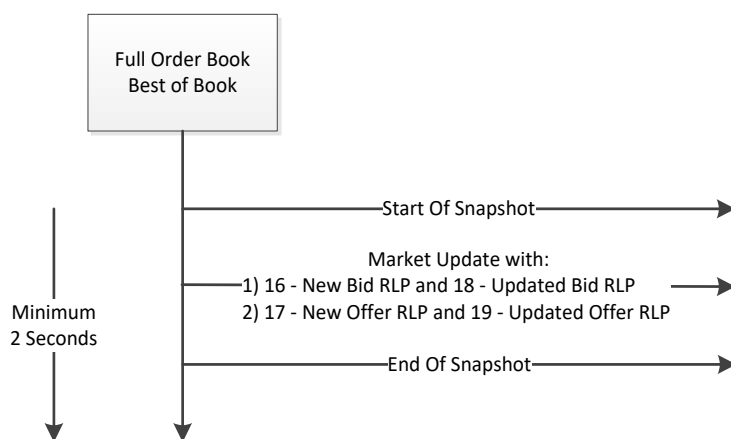 Full Order Book
Best of Book
Start Of Snapshot
Market Update with:
1) 16 - New Bid RLP and 18 - Updated Bid RLP
2) 17 - New Offer RLP and 19 - Updated Offer RLP
Minimum
2 Seconds
End Of Snapshot